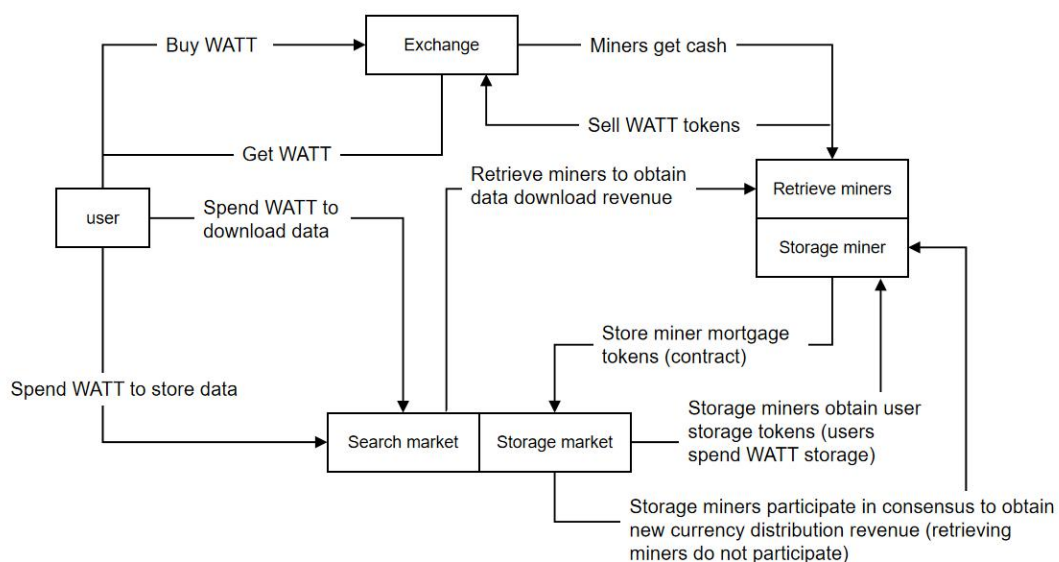 Buy WATT
Exchange
Miners get cash
Sell WATT tokens
Get WATT
Retrieve miners to obtain
data download revenue
Retrieve miners
user
Spend WATT to
download data
Storage miner
Store miner mortgage
tokens (contract)
Spend WATT to store data
Search market
Storage market
Storage miners obtain user
storage tokens (users
spend WATT storage)
Storage miners participate in consensus to obtain
new currency distribution revenue (retrieving
miners do not participate)